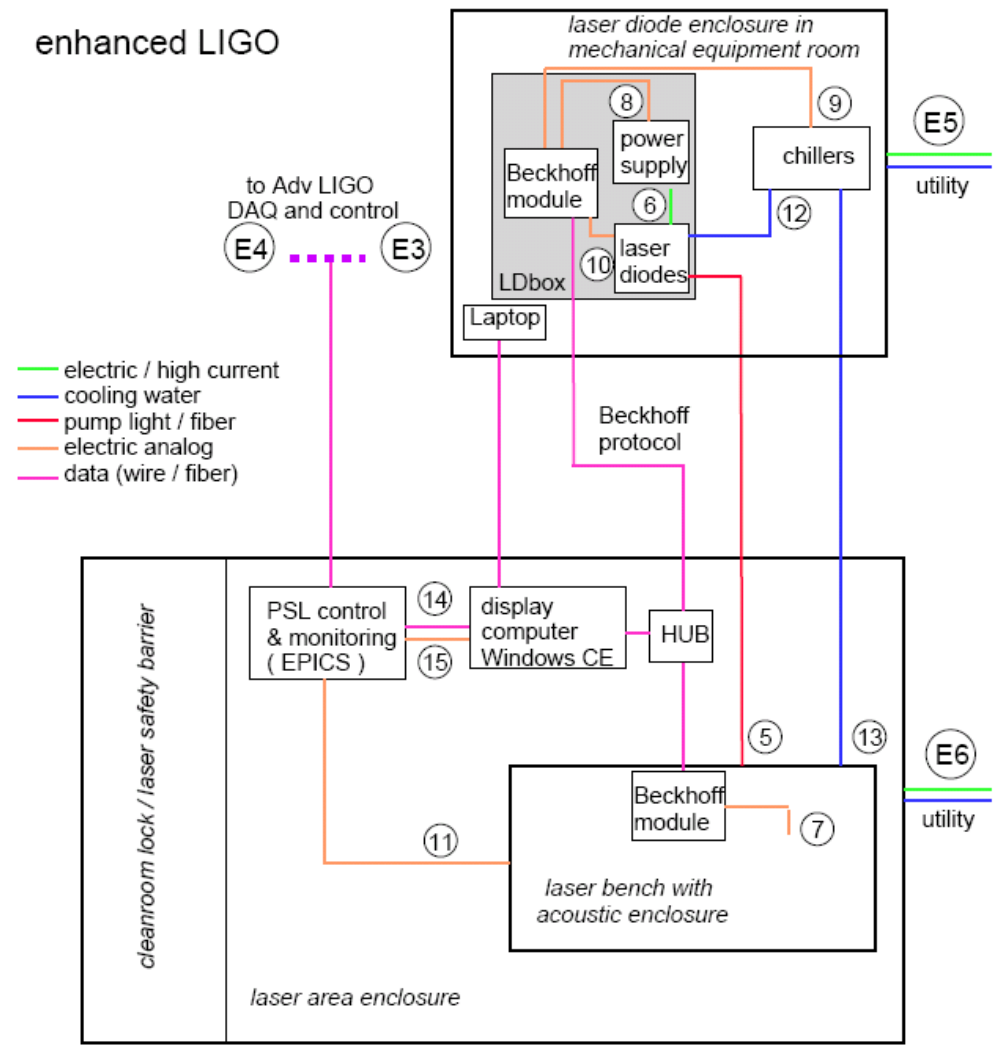 enhanced LIGO
laser diode enclosure in
mechanical equipment room
8
9
E5
power
supply
chillers
Beckhoff
module
utility
to Adv LIGO
DAQ and control
6
12
E4
E3
laser
diodes
10
LDbox
Laptop
electric / high current
cooling water
pump light / fiber
electric analog
data (wire / fiber)
Beckhoff
protocol
cleanroom lock / laser safety barrier
PSL control
& monitoring
( EPICS )
14
15
display
computer
Windows CE
HUB
5
13
E6
Beckhoff
module
utility
7
11
laser bench with
acoustic enclosure
laser area enclosure